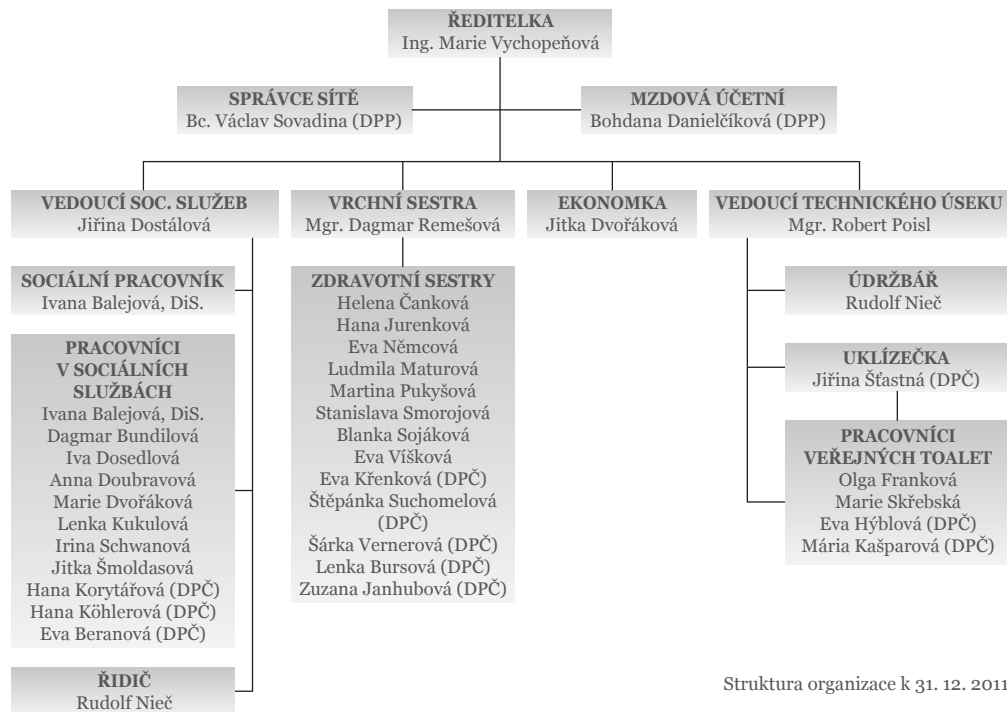 ŘEDITELKA
Ing. Marie Vychopeňová
SPRÁVCE SÍTĚ
Bc. Václav Sovadina (DPP)
MZDOVÁ ÚČETNÍ
Bohdana Danielčíková (DPP)
VEDOUCÍ SOC. SLUŽEB
Jiřina Dostálová
VRCHNÍ SESTRA
Mgr. Dagmar Remešová
EKONOMKA
Jitka Dvořáková
VEDOUCÍ TECHNICKÉHO ÚSEKU
Mgr. Robert Poisl
SOCIÁLNÍ PRACOVNÍK
Ivana Balejová, DiS.
PRACOVNÍCI
V SOCIÁLNÍCH
SLUŽBÁCH
Ivana Balejová, DiS.
Dagmar Bundilová
Iva Dosedlová
Anna Doubravová
Marie Dvořáková
Lenka Kukulová
Irina Schwanová
Jitka Šmoldasová
Hana Korytářová (DPČ)
Hana Köhlerová (DPČ)
Eva Beranová (DPČ)
ŘIDIČ
Rudolf Nieč
ZDRAVOTNÍ SESTRY
Helena Čanková
Hana Jurenková
Eva Němcová
Ludmila Maturová
Martina Pukyšová
Stanislava Smorojová
Blanka Sojáková
Eva Víšková
Eva Křenková (DPČ)
Štěpánka Suchomelová
(DPČ)
Šárka Vernerová (DPČ)
Lenka Bursová (DPČ)
Zuzana Janhubová (DPČ)
ÚDRŽBÁŘ
Rudolf Nieč
UKLÍZEČKA
Jiřina Šťastná (DPČ)
PRACOVNÍCI
VEŘEJNÝCH TOALET
Olga Franková
Marie Skřebská
Eva Hýblová (DPČ)
Mária Kašparová (DPČ)
Struktura organizace k 31. 12. 2011